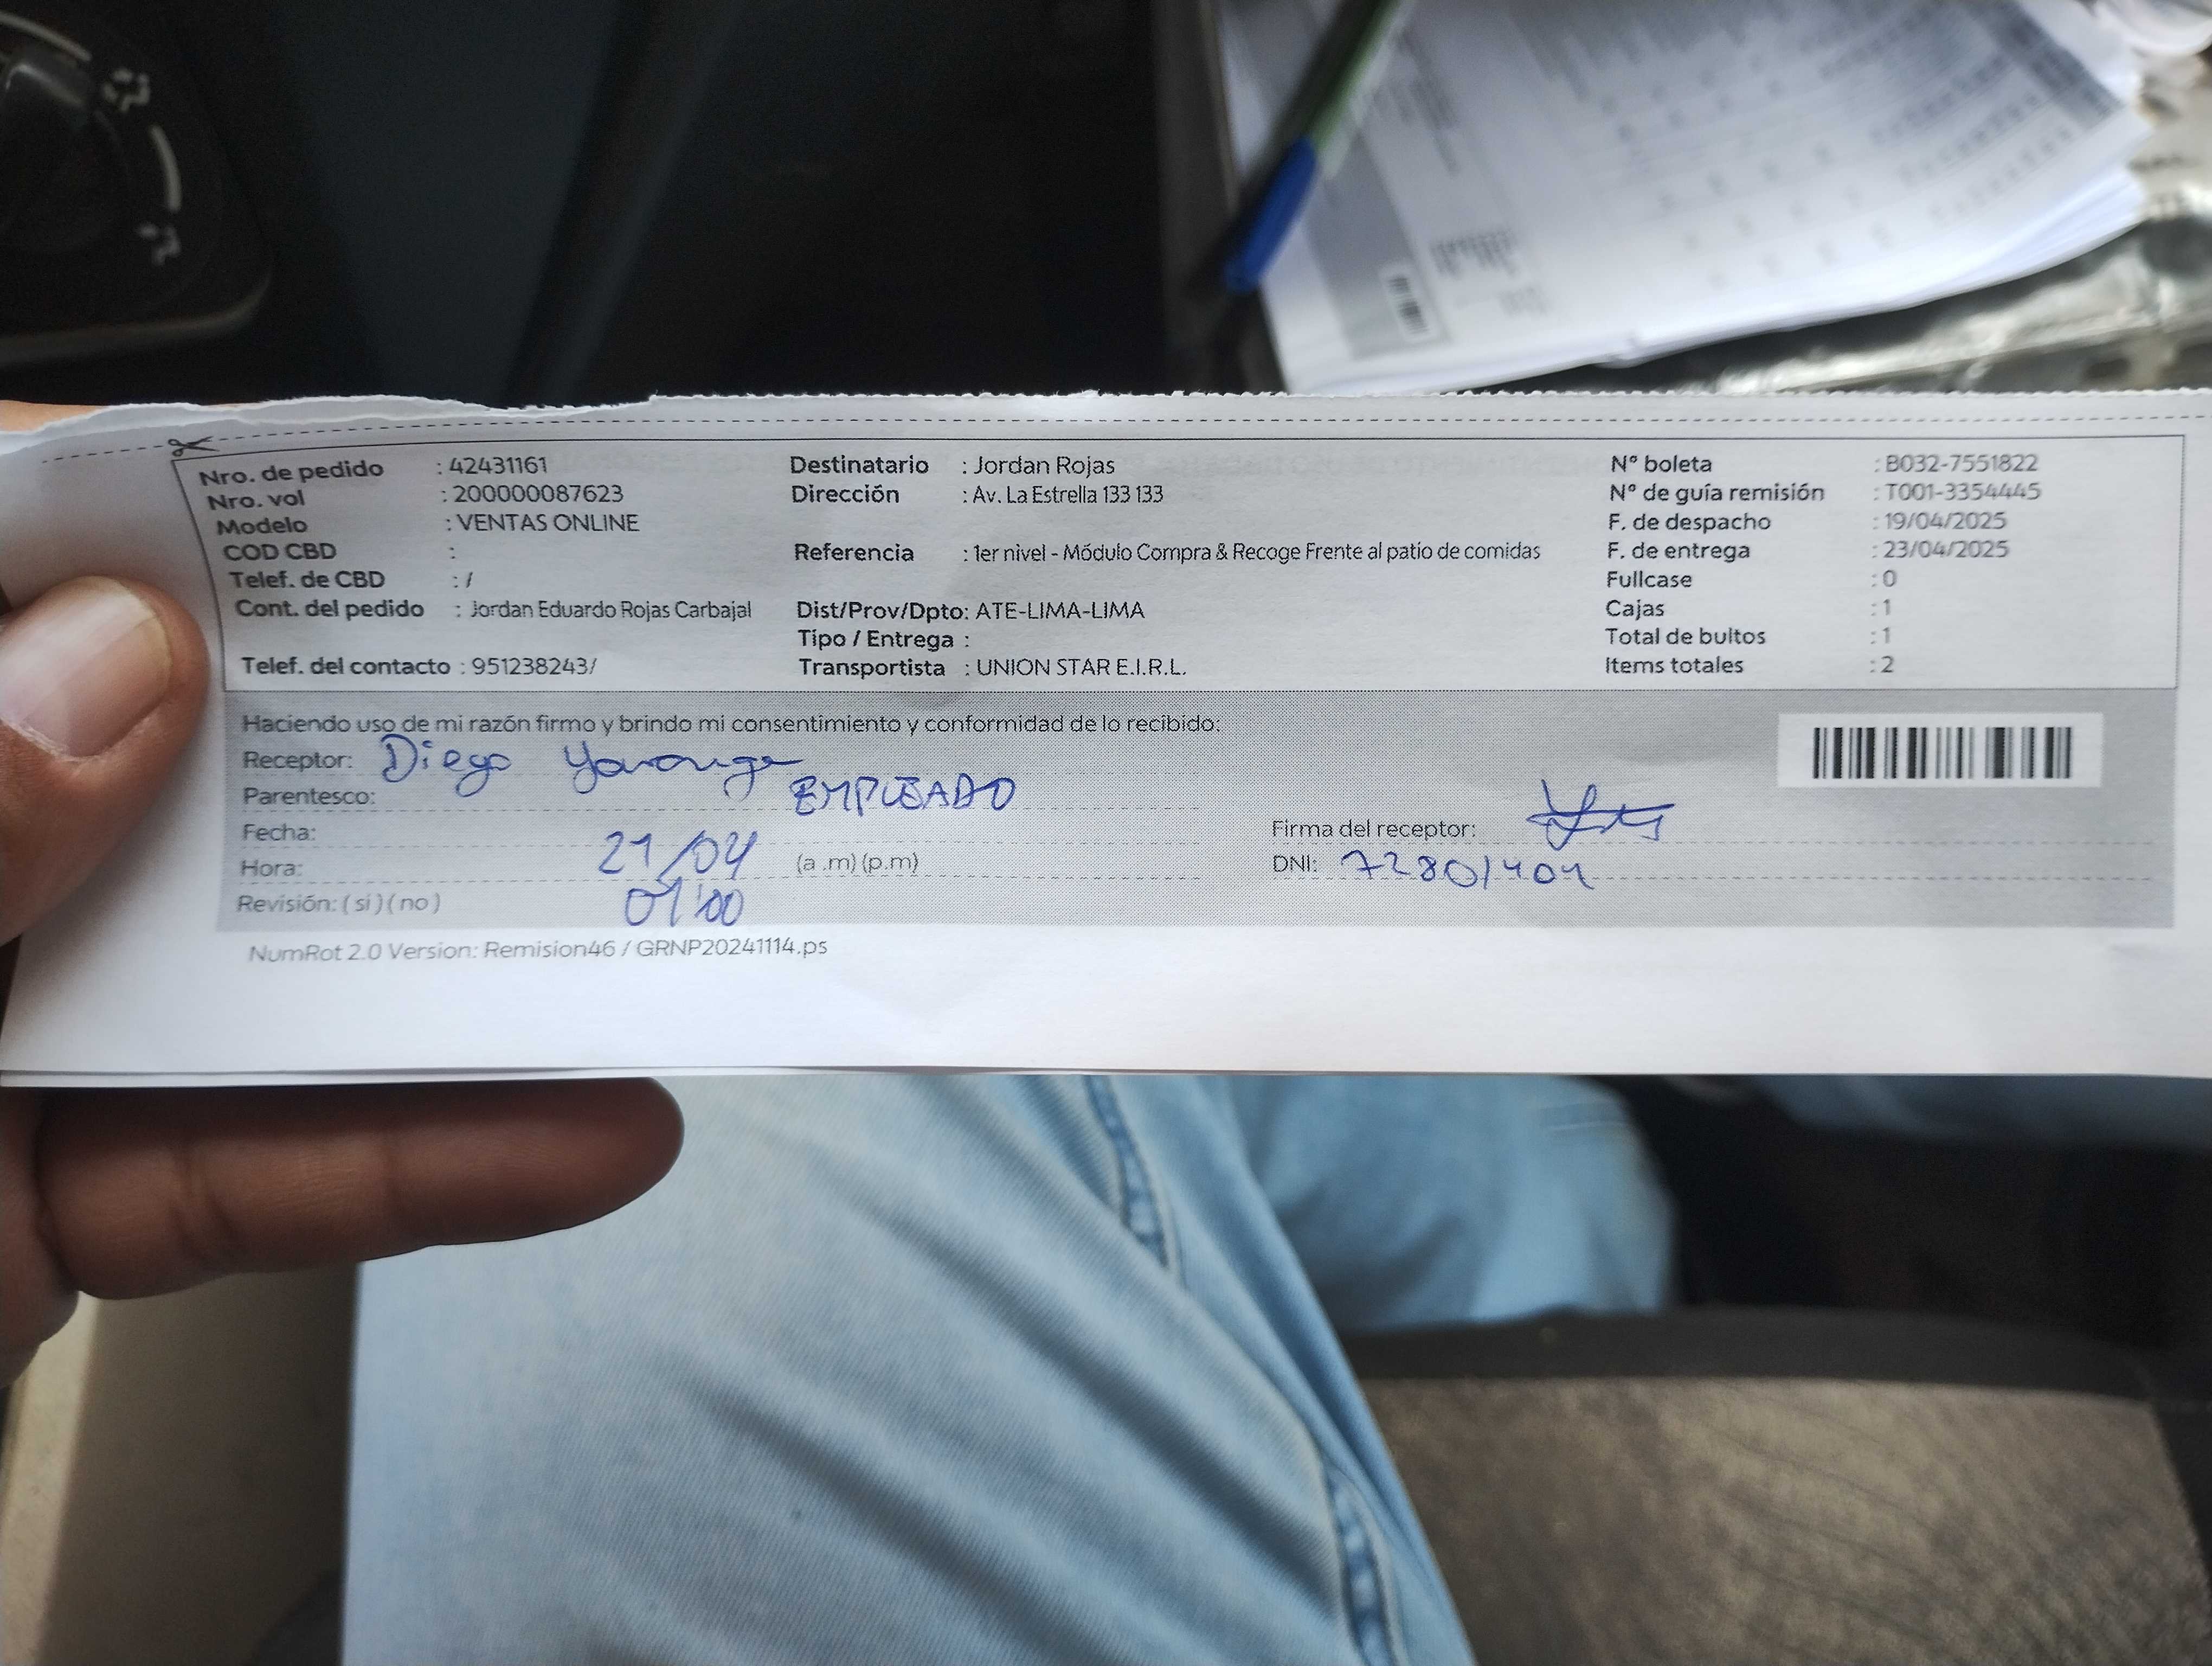 Nro. de pedido : 42431161
Nro. vol : 200000087623
Modelo : VENTAS ONLINE
COD CBD :
Telef. de CBD : /
Cont. del pedido : Jordan Eduardo Rojas Carbajal
Telef. del contacto : 951238243/
Destinatario : Jordan Rojas
Dirección : Av. La Estrella 133 133
Referencia : 1er nivel - Módulo Compra & Recoge Frente al patio de comidas
Dist/Prov/Dpto: ATE-LIMA-LIMA
Tipo / Entrega :
Transportista : UNION STAR E.I.R.L.
N° boleta : B032-7551822
N° de guía remisión : T001-3354445
F. de despacho : 19/04/2025
F. de entrega : 23/04/2025
Fullcase : 0
Cajas : 1
Total de bultos : 1
Items totales : 2
Haciendo uso de mi razón firmo y brindo mi consentimiento y conformidad de lo recibido:
Receptor: Diego
Parentesco: EMPLEADO
Fecha: 21/04
Hora: 01:00 (a .m) (p.m)
Revisión: ( si ) ( no )
Firma del receptor:
DNI: 72801404
NumRot 2.0 Version: Remision46 / GRNP20241114.ps